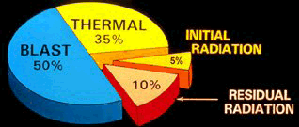 THERMAL
35%
INITIAL
RADIATION
BLAST
50%
5%
10%
RESIDUAL
RADIATION